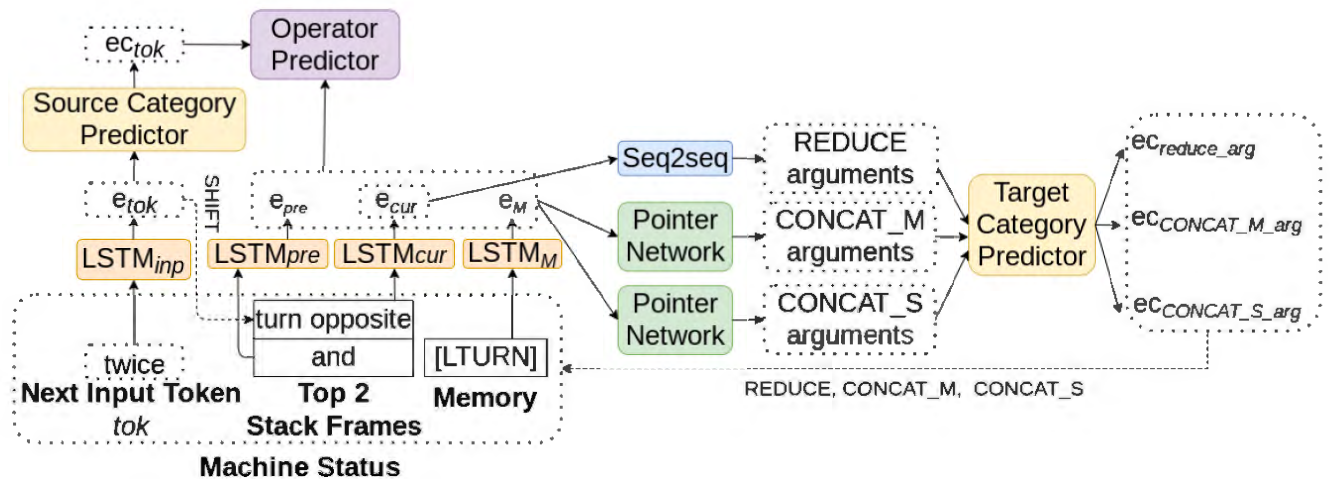 ec_tok
Operator
Predictor
Source Category
Predictor
e_tok
SHIFT
e_pre
e_cur
e_M
LSTM_inp
LSTMpre
LSTMcur
LSTM_M
turn opposite
and
twice
[LTURN]
Next Input Token
tok
Top 2
Stack Frames
Memory
Machine Status
Seq2seq
REDUCE
arguments
Pointer
Network
CONCAT_M
arguments
Pointer
Network
CONCAT_S
arguments
Target
Category
Predictor
ec_reduce_arg
ec_CONCAT_M_arg
ec_CONCAT_S_arg
REDUCE, CONCAT_M, CONCAT_S